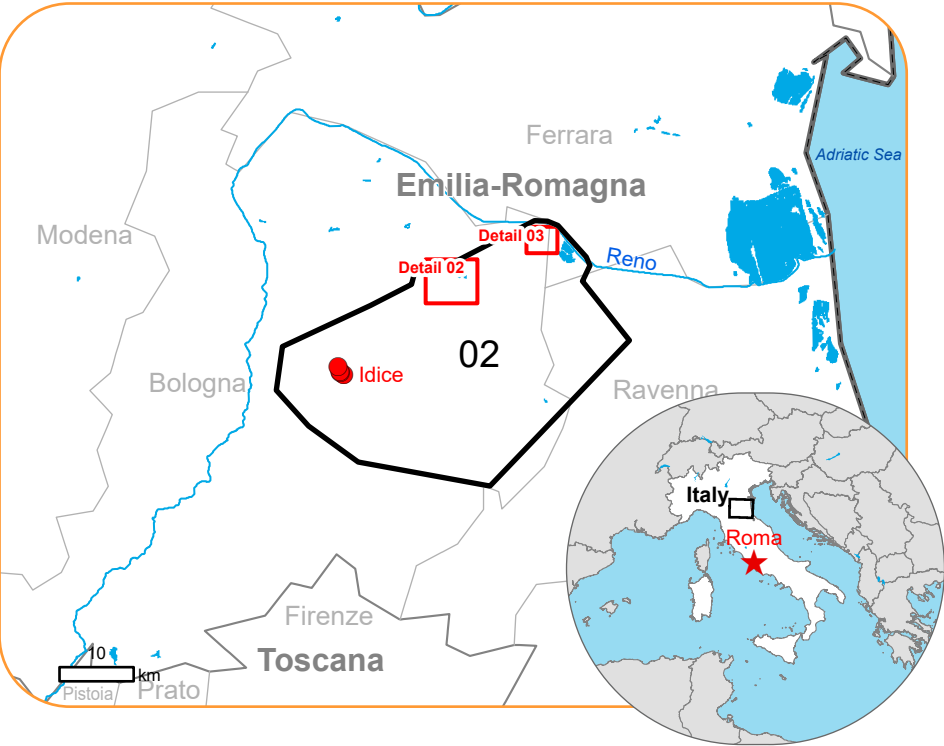 Ferrara
Adriatic Sea
Emilia-Romagna
Modena
Detail 03
Reno
Detail 02
02
Idice
Bologna
Ravenna
Italy
Roma
Firenze
10
Toscana
km
Pistoia
Prato